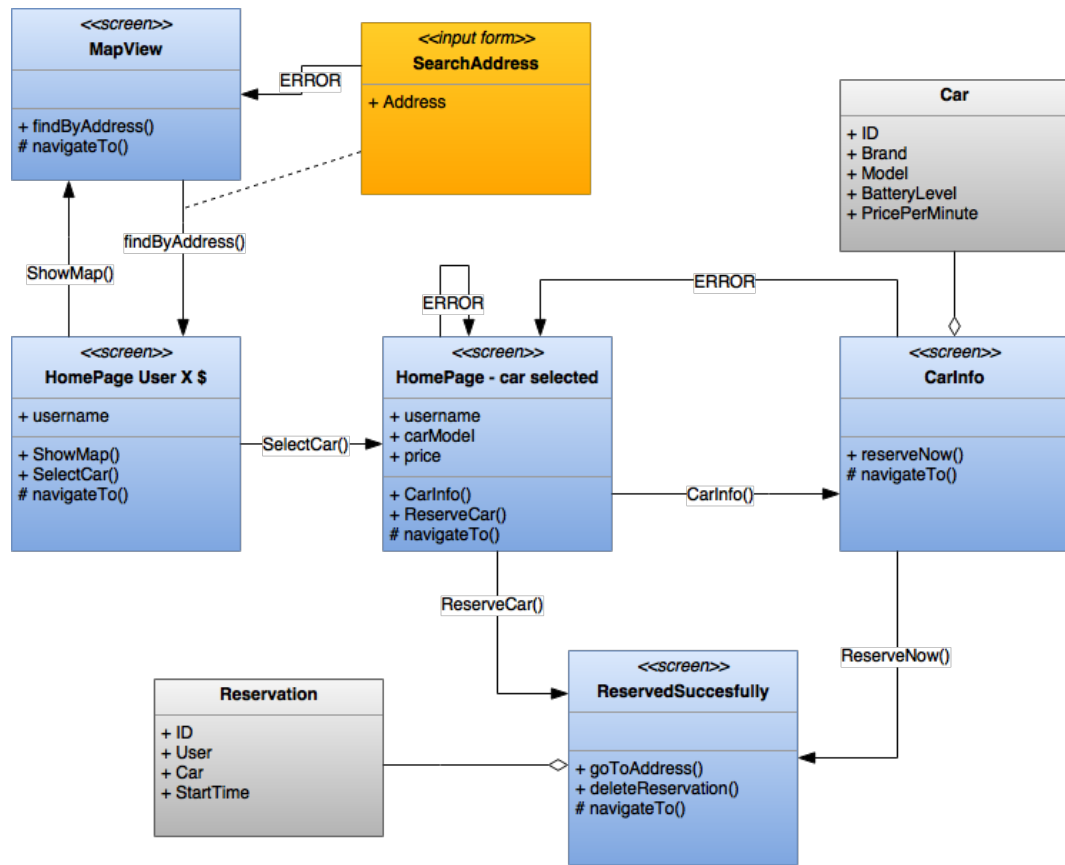 <<screen>>
MapView
+ findByAddress()
# navigateTo()
<<input form>>
SearchAddress
+ Address
ERROR
Car
+ ID
+ Brand
+ Model
+ BatteryLevel
+ PricePerMinute
findByAddress()
ShowMap()
ERROR
ERROR
<<screen>>
HomePage User X $
+ username
+ ShowMap()
+ SelectCar()
# navigateTo()
SelectCar()
<<screen>>
HomePage - car selected
+ username
+ carModel
+ price
+ CarInfo()
+ ReserveCar()
# navigateTo()
CarInfo()
<<screen>>
CarInfo
+ reserveNow()
# navigateTo()
ReserveCar()
ReserveNow()
Reservation
+ ID
+ User
+ Car
+ StartTime
<<screen>>
ReservedSuccesfully
+ goToAddress()
+ deleteReservation()
# navigateTo()